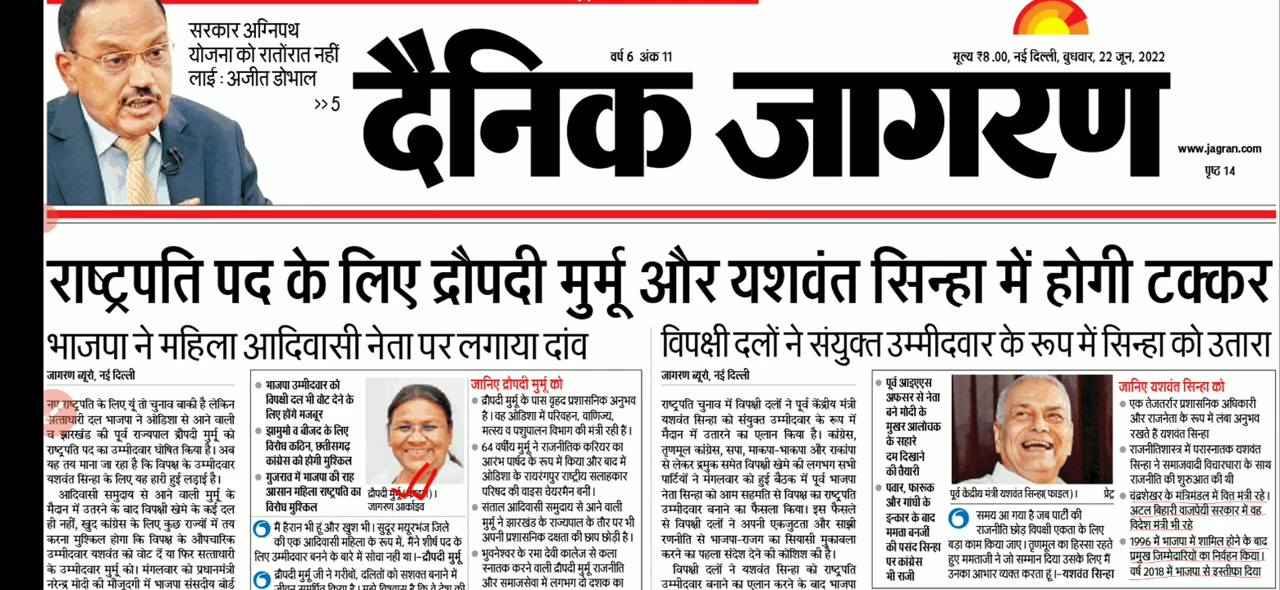 सरकार अग्निपथ
योजना को रातोंरात नहीं
लाई : अजीत डोभाल
>> 5
वर्ष 6 अंक 11
मूल्य ₹8.00, नई दिल्ली, बुधवार, 22 जून, 2022
दैनिक जागरण
www.jagran.com
पृष्ठ 14
राष्ट्रपति पद के लिए द्रौपदी मुर्मू और यशवंत सिन्हा में होगी टक्कर
भाजपा ने महिला आदिवासी नेता पर लगाया दांव
जागरण ब्यूरो, नई दिल्ली
नए राष्ट्रपति के लिए यूं तो चुनाव बाकी है लेकिन
सत्ताधारी दल भाजपा ने ओडिशा से आने वाली
व झारखंड की पूर्व राज्यपाल द्रौपदी मुर्मू को
राष्ट्रपति पद का उम्मीदवार घोषित किया है। अब
यह तय माना जा रहा है कि विपक्ष के उम्मीदवार
यशवंत सिन्हा के लिए यह हारी हुई लड़ाई है।
आदिवासी समुदाय से आने वाली मुर्मू के
मैदान में उतरने के बाद विपक्षी खेमे के कई दल
ही नहीं, खुद कांग्रेस के लिए कुछ राज्यों में तय
करना मुश्किल होगा कि विपक्ष के औपचारिक
उम्मीदवार यशवंत को वोट दें या फिर सत्ताधारी
के उम्मीदवार मुर्मू को। मंगलवार को प्रधानमंत्री
नरेन्द्र मोदी की मौजूदगी में भाजपा संसदीय बोर्ड
भाजपा उम्मीदवार को
विपक्षी दल भी वोट देने के
लिए होंगे मजबूर
झामुमो व बीजद के लिए
विरोध कठिन, छत्तीसगढ़
कांग्रेस को होगी मुश्किल
गुजरात में भाजपा की राह
आसान महिला राष्ट्रपति का
विरोध मुश्किल
द्रौपदी मुर्मू
जागरण आर्काइव
मैं हैरान भी हूं और खुश भी। सुदूर मयूरभंज जिले
की एक आदिवासी महिला के रूप में, मैंने शीर्ष पद के
लिए उम्मीदवार बनने के बारे में सोचा नहीं था।-द्रौपदी मुर्मू
द्रौपदी मुर्मू जी ने गरीबों, दलितों को सशक्त बनाने में
जानिए द्रौपदी मुर्मू को
द्रौपदी मुर्मू के पास वृहद प्रशासनिक अनुभव
है। वह ओडिशा में परिवहन, वाणिज्य,
मत्स्य व पशुपालन विभाग की मंत्री रही हैं।
64 वर्षीय मुर्मू ने राजनीतिक करियर का
आरंभ पार्षद के रूप में किया और बाद में
ओडिशा के रायरंगपुर राष्ट्रीय सलाहकार
परिषद की वाइस चेयरमैन बनीं।
संताल आदिवासी समुदाय से आने वाली
मुर्मू ने झारखंड के राज्यपाल के तौर पर भी
अपनी प्रशासनिक दक्षता की छाप छोड़ी है।
भुवनेश्वर के रमा देवी कालेज से कला
स्नातक करने वाली द्रौपदी मुर्मू राजनीति
और समाजसेवा में लगभग दो दशक का
विपक्षी दलों ने संयुक्त उम्मीदवार के रूप में सिन्हा को उतारा
जागरण ब्यूरो, नई दिल्ली
राष्ट्रपति चुनाव में विपक्षी दलों ने पूर्व केंद्रीय मंत्री
यशवंत सिन्हा को संयुक्त उम्मीदवार के रूप में
मैदान में उतारने का एलान किया है। कांग्रेस,
तृणमूल कांग्रेस, सपा, माकपा-भाकपा और राकांपा
से लेकर द्रमुक समेत विपक्षी खेमे की लगभग सभी
पार्टियों ने मंगलवार को हुई बैठक में पूर्व भाजपा
नेता सिन्हा को आम सहमति से विपक्ष का राष्ट्रपति
उम्मीदवार बनाने का फैसला किया। इस फैसले
से विपक्षी दलों ने अपनी एकजुटता और साझी
रणनीति से भाजपा-राजग का सियासी मुकाबला
करने का पहला संदेश देने की कोशिश की है।
विपक्षी दलों ने यशवंत सिन्हा को राष्ट्रपति
उम्मीदवार बनाने का एलान करने के बाद भाजपा
पूर्व आइएएस
अफसर से नेता
बने मोदी के
मुखर आलोचक
के सहारे
दम दिखाने
की तैयारी
पवार, फारूक
और गांधी के
इन्कार के बाद
ममता बनर्जी
की पसंद सिन्हा
पर कांग्रेस
भी राजी
पूर्व केंद्रीय मंत्री यशवंत सिन्हा(फाइल)। प्रेट्र
समय आ गया है जब पार्टी की
राजनीति छोड़ विपक्षी एकता के लिए
बड़ा काम किया जाए। तृणमूल का हिस्सा रहते
हुए ममताजी ने जो सम्मान दिया उसके लिए मैं
उनका आभार व्यक्त करता हूं।-यशवंत सिन्हा
जानिए यशवंत सिन्हा को
एक तेजतर्रार प्रशासनिक अधिकारी
और राजनेता के रूप में लंबा अनुभव
रखते हैं यशवंत सिन्हा
राजनीतिशास्त्र में परास्नातक यशवंत
सिन्हा ने समाजवादी विचारधारा के साथ
राजनीति की शुरुआत की थी
चंद्रशेखर के मंत्रिमंडल में वित्त मंत्री रहे।
अटल बिहारी वाजपेयी सरकार में वह
विदेश मंत्री भी रहे
1996 में भाजपा में शामिल होने के बाद
प्रमुख जिम्मेदारियों का निर्वहन किया।
वर्ष 2018 में भाजपा से इस्तीफा दिया